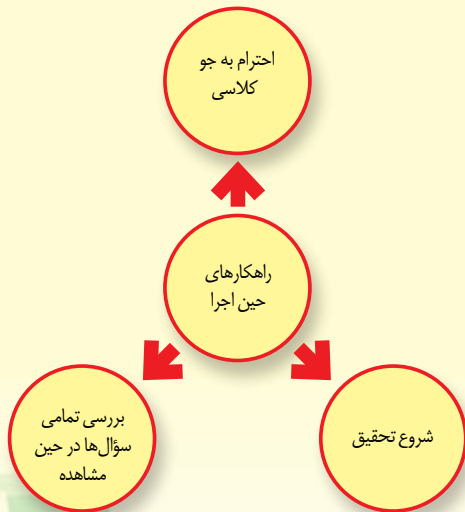 احترام به جو
کلاسی
راهکارهای
حین اجرا
شروع تحقیق
بررسی تمامی
سؤال‌ها در حین
مشاهده